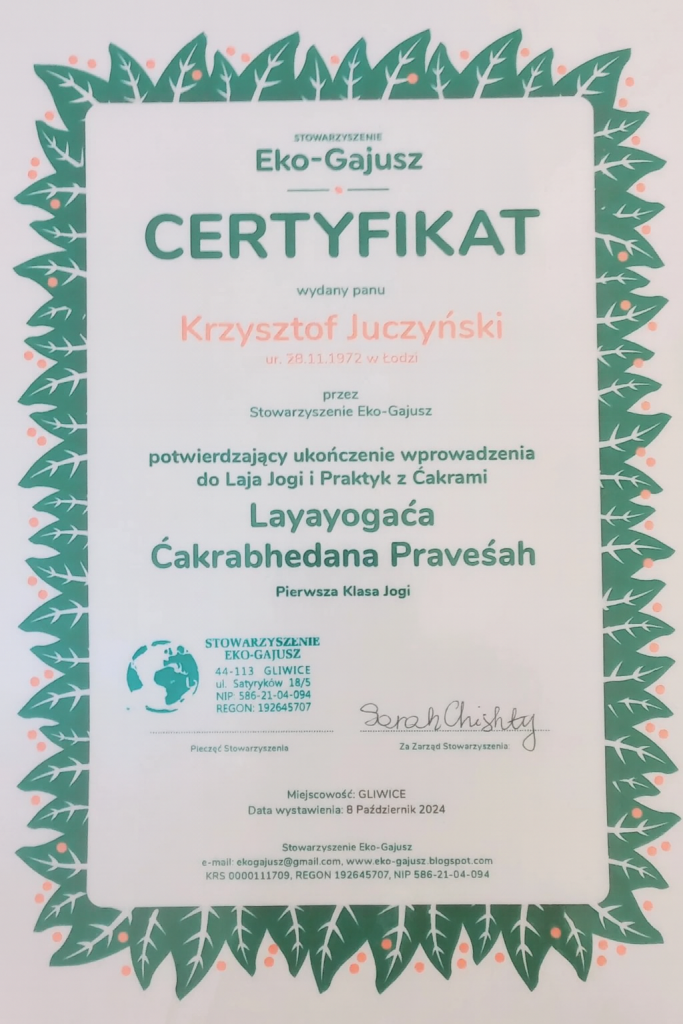 STOWARZYSZENIE
Eko-Gajusz
CERTYFIKAT
wydany panu
Krzysztof Juczyński
ur. 28.11.1972 w Łodzi
przez
Stowarzyszenie Eko-Gajusz
potwierdzający ukończenie wprowadzenia
do Laja Jogi i Praktyk z Ćakrami
Layayogaća
Ćakrabhedana Praveśah
Pierwsza Klasa Jogi
STOWARZYSZENIE
EKO-GAJUSZ
44-113 GLIWICE
ul. Satyryków 18/5
NIP: 586-21-04-094
REGON: 192645707
Sarah Chishty
Pieczęć Stowarzyszenia
Za Zarząd Stowarzyszenia
Miejscowość: GLIWICE
Data wystawienia: 8 Październik 2024
Stowarzyszenie Eko-Gajusz
e-mail: ekogajusz@gmail.com, www.eko-gajusz.blogspot.com
KRS 0000111709, REGON 192645707, NIP 586-21-04-094